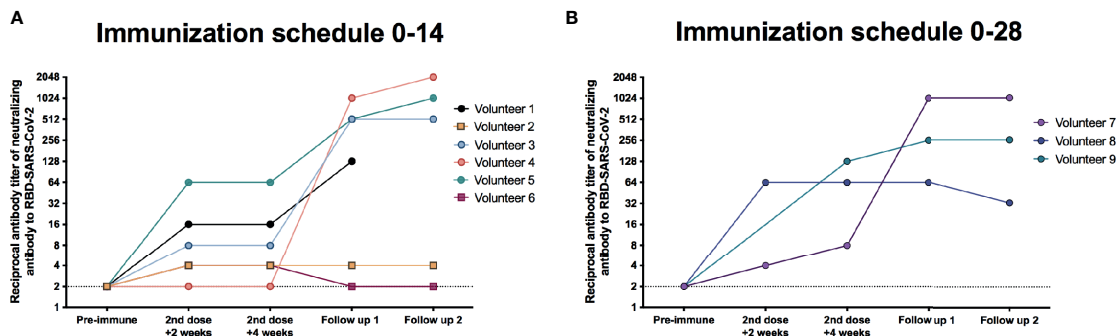 A
Immunization schedule 0-14
Reciprocal antibody titer of neutralizing
antibody to RBD-SARS-CoV-2
2048
1024
512
256
128
64
32
16
8
4
2
1
Pre-immune
2nd dose
+2 weeks
2nd dose
+4 weeks
Follow up 1
Follow up 2
Volunteer 1
Volunteer 2
Volunteer 3
Volunteer 4
Volunteer 5
Volunteer 6
B
Immunization schedule 0-28
Reciprocal antibody titer of neutralizing
antibody to RBD-SARS-CoV-2
2048
1024
512
256
128
64
32
16
8
4
2
1
Pre-immune
2nd dose
+2 weeks
2nd dose
+4 weeks
Follow up 1
Follow up 2
Volunteer 7
Volunteer 8
Volunteer 9